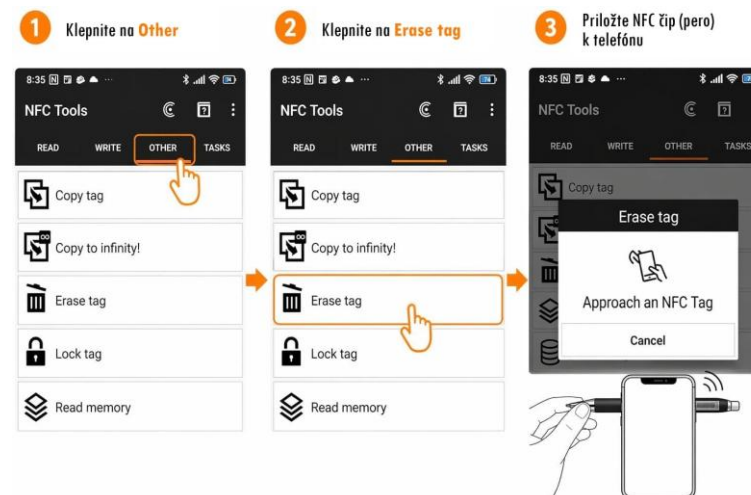 1 Klepnite na Other
2 Klepnite na Erase tag
3 Priložte NFC čip (pero)
k telefónu
8:35
NFC Tools
READ WRITE OTHER TASKS
Copy tag
Copy to infinity!
Erase tag
Lock tag
Read memory
8:35
NFC Tools
READ WRITE OTHER TASKS
Copy tag
Copy to infinity!
Erase tag
Lock tag
Read memory
8:35
NFC Tools
READ WRITE OTHER TASKS
Copy tag
Erase tag
Approach an NFC Tag
Cancel